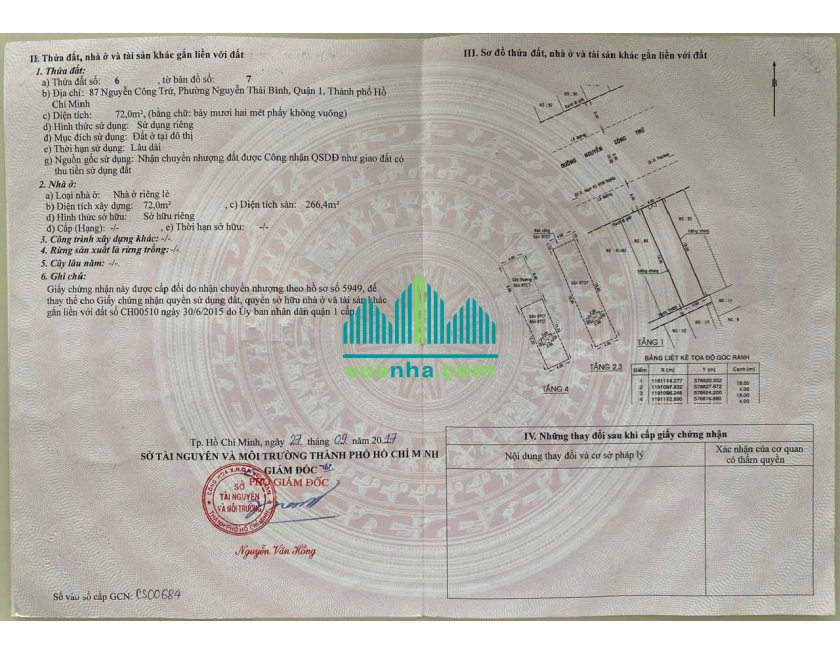 II. Thửa đất, nhà ở và tài sản khác gắn liền với đất
1. Thửa đất:
a) Thửa đất số: 6 , tờ bản đồ số: 7
b) Địa chỉ: 87 Nguyễn Công Trứ, Phường Nguyễn Thái Bình, Quận 1, Thành phố Hồ
Chí Minh
c) Diện tích: 72,0m², (bằng chữ: bảy mươi hai mét phẩy không vuông)
d) Hình thức sử dụng: Sử dụng riêng
đ) Mục đích sử dụng: Đất ở tại đô thị
e) Thời hạn sử dụng: Lâu dài
g) Nguồn gốc sử dụng: Nhận chuyển nhượng đất được Công nhận QSDĐ như giao đất có
thu tiền sử dụng đất
2. Nhà ở:
a) Loại nhà ở: Nhà ở riêng lẻ
b) Diện tích xây dựng: 72,0m² , c) Diện tích sàn: 266,4m²
d) Hình thức sở hữu: Sở hữu riêng
đ) Cấp (Hạng): -/- , e) Thời hạn sở hữu: -/-
3. Công trình xây dựng khác: -/-.
4. Rừng sản xuất là rừng trồng: -/-.
5. Cây lâu năm: -/-.
6. Ghi chú:
Giấy chứng nhận này được cấp đổi do nhận chuyển nhượng theo hồ sơ số 5949, để
thay thế cho Giấy chứng nhận quyền sử dụng đất, quyền sở hữu nhà ở và tài sản khác
gắn liền với đất số CH00510 ngày 30/6/2015 do Ủy ban nhân dân quận 1 cấp.
vuanha.com
Tp. Hồ Chí Minh, ngày 27 tháng 09 năm 2017
SỞ TÀI NGUYÊN VÀ MÔI TRƯỜNG THÀNH PHỐ HỒ CHÍ MINH
GIÁM ĐỐC
PHÓ GIÁM ĐỐC
SỞ
TÀI NGUYÊN
VÀ MÔI TRƯỜNG
Nguyễn Văn Hồng
Số vào sổ cấp GCN: CS00684
III. Sơ đồ thửa đất, nhà ở và tài sản khác gắn liền với đất
B
ĐƯỜNG NGUYỄN CÔNG TRỨ
TẦNG 1
TẦNG 2,3
TẦNG 4
BẢNG LIỆT KÊ TỌA ĐỘ GÓC RANH
Điểm X (m) Y (m) Cạnh (m)
IV. Những thay đổi sau khi cấp giấy chứng nhận
Nội dung thay đổi và cơ sở pháp lý
Xác nhận của cơ quan
có thẩm quyền